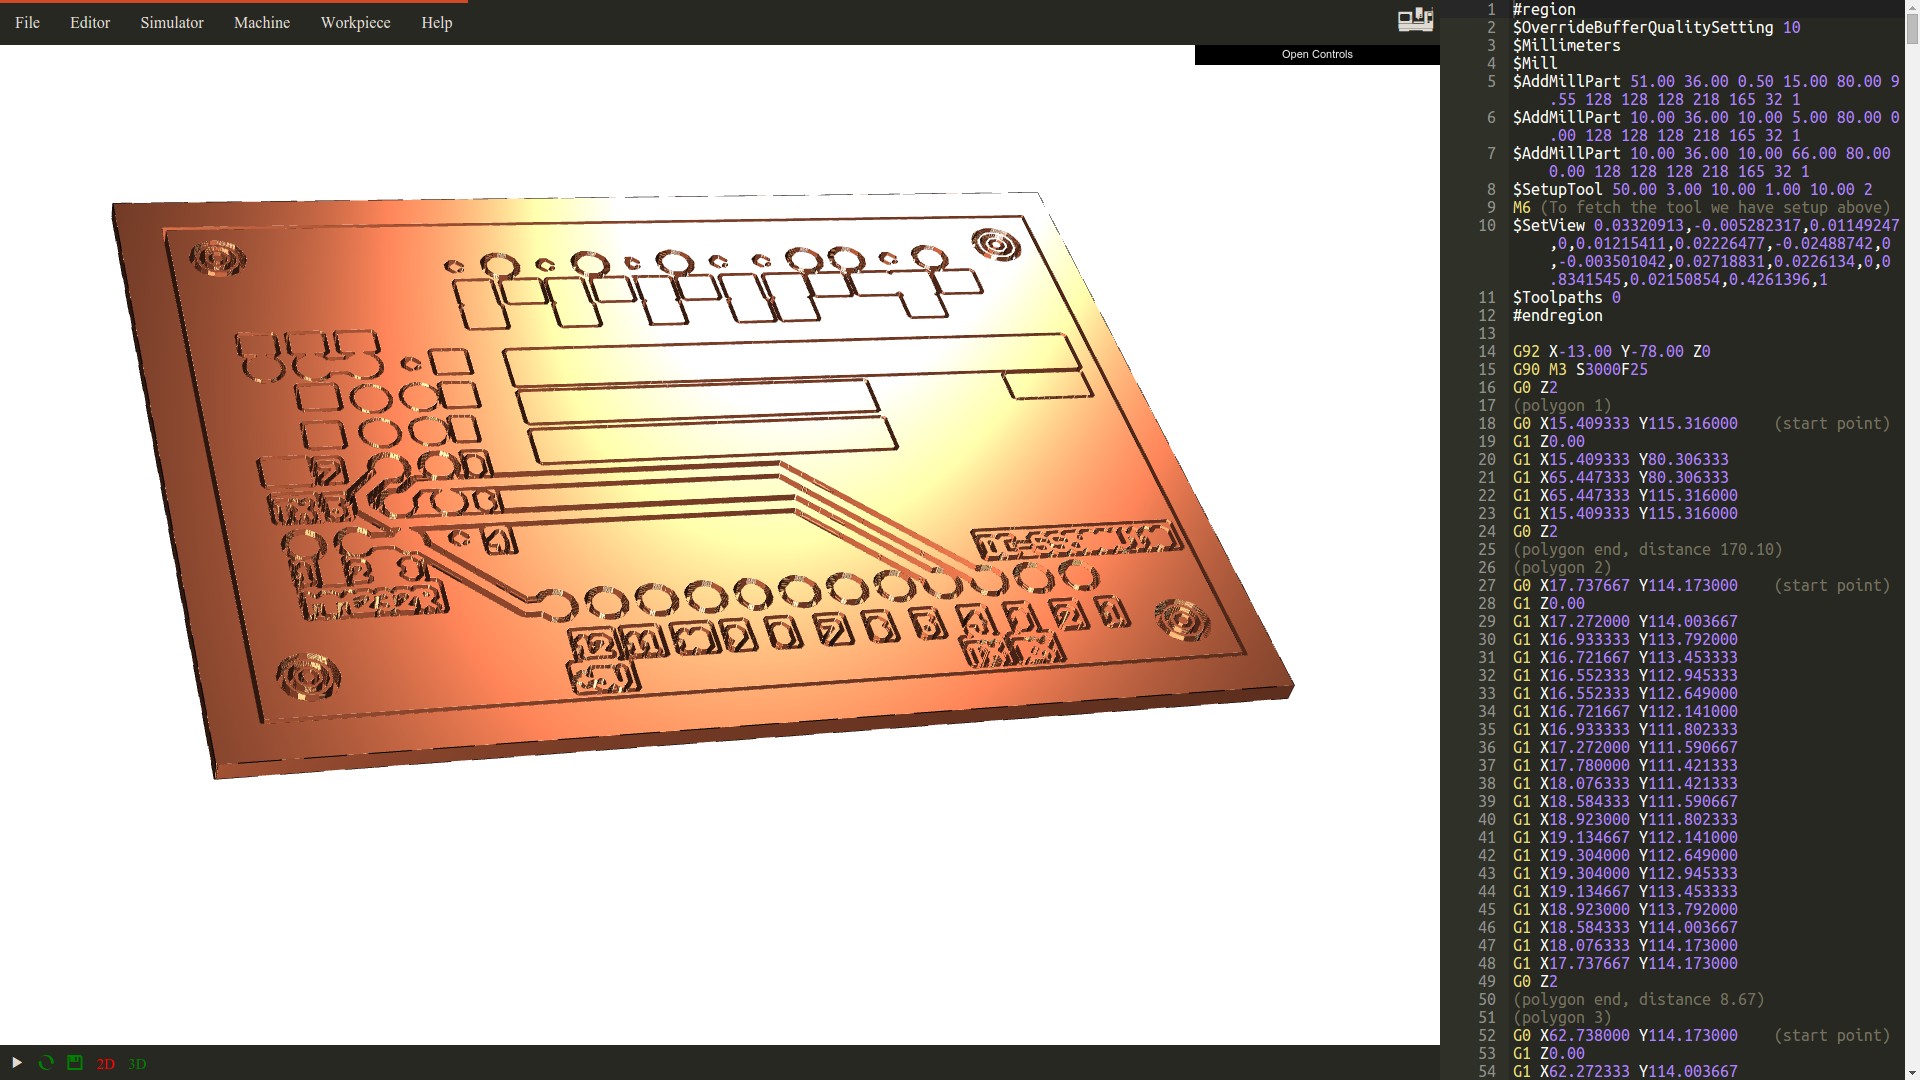 File Editor Simulator Machine Workpiece Help
Open Controls
2D 3D
1 #region
2 $OverrideBufferQualitySetting 10
3 $Millimeters
4 $Mill
5 $AddMillPart 51.00 36.00 0.50 15.00 80.00 9
.55 128 128 128 218 165 32 1
6 $AddMillPart 10.00 36.00 10.00 5.00 80.00 0
.00 128 128 128 218 165 32 1
7 $AddMillPart 10.00 36.00 10.00 66.00 80.00
0.00 128 128 128 218 165 32 1
8 $SetupTool 50.00 3.00 10.00 1.00 10.00 2
9 M6 (To fetch the tool we have setup above)
10 $SetView 0.03320913,-0.005282317,0.01149247
,0,0.01215411,0.02226477,-0.02488742,0
,-0.003501042,0.02718831,0.0226134,0,0
.8341545,0.02150854,0.4261396,1
11 $Toolpaths 0
12 #endregion
13
14 G92 X-13.00 Y-78.00 Z0
15 G90 M3 S3000F25
16 G0 Z2
17 (polygon 1)
18 G0 X15.409333 Y115.316000 (start point)
19 G1 Z0.00
20 G1 X15.409333 Y80.306333
21 G1 X65.447333 Y80.306333
22 G1 X65.447333 Y115.316000
23 G1 X15.409333 Y115.316000
24 G0 Z2
25 (polygon end, distance 170.10)
26 (polygon 2)
27 G0 X17.737667 Y114.173000 (start point)
28 G1 Z0.00
29 G1 X17.272000 Y114.003667
30 G1 X16.933333 Y113.792000
31 G1 X16.721667 Y113.453333
32 G1 X16.552333 Y112.945333
33 G1 X16.552333 Y112.649000
34 G1 X16.721667 Y112.141000
35 G1 X16.933333 Y111.802333
36 G1 X17.272000 Y111.590667
37 G1 X17.780000 Y111.421333
38 G1 X18.076333 Y111.421333
39 G1 X18.584333 Y111.590667
40 G1 X18.923000 Y111.802333
41 G1 X19.134667 Y112.141000
42 G1 X19.304000 Y112.649000
43 G1 X19.304000 Y112.945333
44 G1 X19.134667 Y113.453333
45 G1 X18.923000 Y113.792000
46 G1 X18.584333 Y114.003667
47 G1 X18.076333 Y114.173000
48 G1 X17.737667 Y114.173000
49 G0 Z2
50 (polygon end, distance 8.67)
51 (polygon 3)
52 G0 X62.738000 Y114.173000 (start point)
53 G1 Z0.00
54 G1 X62.272333 Y114.003667